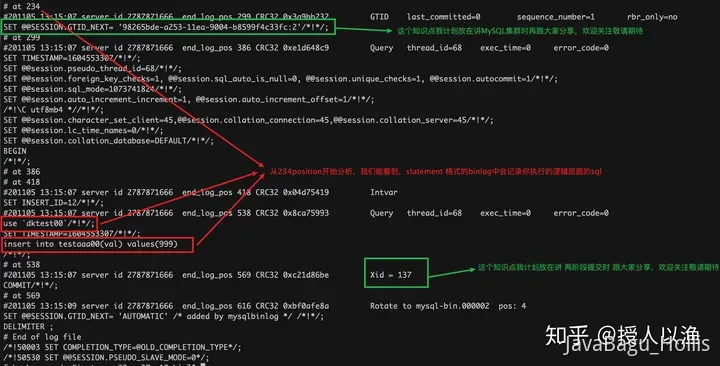 # at 234
#201105 13:15:07 server id 2787871666 end_log_pos 299 CRC32 GTID last_committed=0 sequence_number=1 rbr_only=no
SET @@SESSION.GTID_NEXT= '98265bde-a253-11ea-9004-b8599f4c33fc:2'/*!*/;
这个知识点我计划放在讲MySQL集群时再跟大家分享，欢迎关注敬请期待
# at 299
#201105 13:15:07 server id 2787871666 end_log_pos 386 CRC32 0xe1d648c9 Query thread_id=68 exec_time=0 error_code=0
SET TIMESTAMP=1604553307/*!*/;
SET @@session.pseudo_thread_id=68/*!*/;
SET @@session.foreign_key_checks=1, @@session.sql_auto_is_null=0, @@session.unique_checks=1, @@session.autocommit=1/*!*/;
SET @@session.sql_mode=1073741824/*!*/;
SET @@session.auto_increment_increment=1, @@session.auto_increment_offset=1/*!*/;
/*!\C utf8mb4 *//*!*/;
SET @@session.character_set_client=45,@@session.collation_connection=45,@@session.collation_server=45/*!*/;
SET @@session.lc_time_names=0/*!*/;
SET @@session.collation_database=DEFAULT/*!*/;
BEGIN
/*!*/;
从234position开始分析，我们能看到，statement 格式的binlog中会记录你执行的逻辑层面的sql
# at 386
# at 418
#201105 13:15:07 server id 2787871666 end_log_pos 418 CRC32 0x04d75419 Intvar
SET INSERT_ID=12/*!*/;
#201105 13:15:07 server id 2787871666 end_log_pos 538 CRC32 0x8ca75993 Query thread_id=68 exec_time=0 error_code=0
use `dktest00`/*!*/;
SET TIMESTAMP=1604553307/*!*/;
insert into testaaa00(val) values(999)
/*!*/;
# at 538
#201105 13:15:07 server id 2787871666 end_log_pos 569 CRC32 0xc21d86be Xid = 137
这个知识点我计划放在讲 两阶段提交时 跟大家分享，欢迎关注敬请期待
COMMIT/*!*/;
# at 569
#201105 13:15:09 server id 2787871666 end_log_pos 616 CRC32 0xbf0afe8a Rotate to mysql-bin.000002 pos: 4
SET @@SESSION.GTID_NEXT= 'AUTOMATIC' /* added by mysqlbinlog */ /*!*/;
DELIMITER ;
# End of log file
/*!50003 SET COMPLETION_TYPE=@OLD_COMPLETION_TYPE*/;
/*!50530 SET @@SESSION.PSEUDO_SLAVE_MODE=0*/;
知乎 @授人以渔
JavaBagu_Hollis